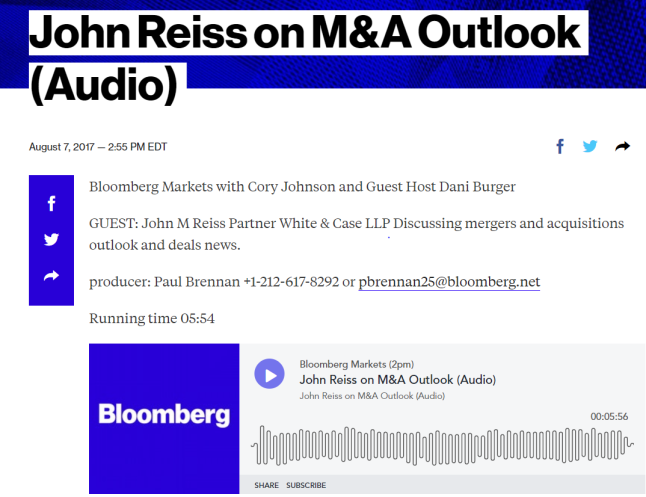 John Reiss on M&A Outlook
(Audio)
August 7, 2017 — 2:55 PM EDT
Bloomberg Markets with Cory Johnson and Guest Host Dani Burger
GUEST: John M Reiss Partner White & Case LLP Discussing mergers and acquisitions
outlook and deals news.
producer: Paul Brennan +1-212-617-8292 or pbrennan25@bloomberg.net
Running time 05:54
Bloomberg
Bloomberg Markets (2pm)
John Reiss on M&A Outlook (Audio)
John Reiss on M&A Outlook (Audio)
00:05:56
SHARE SUBSCRIBE